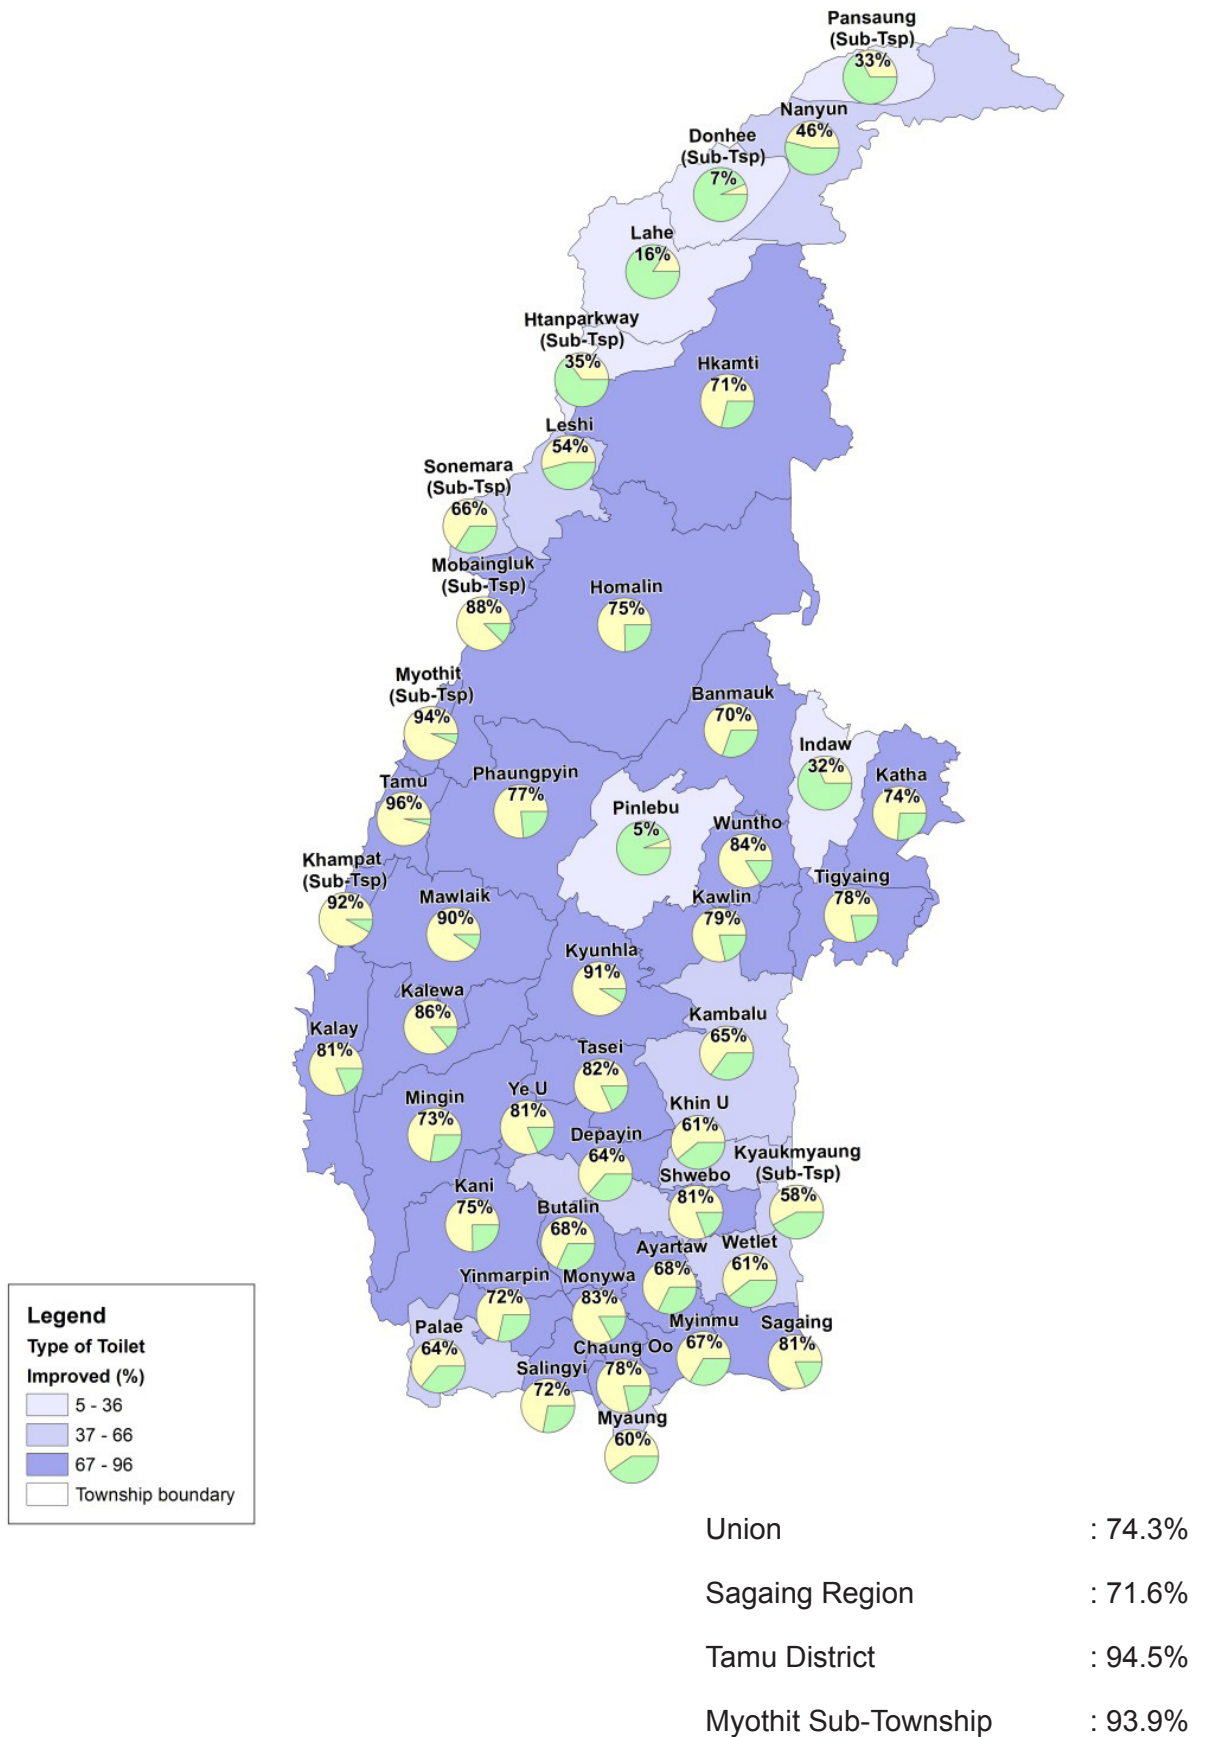 Pansaung
(Sub-Tsp)
33%
Nanyun
46%
Donhee
(Sub-Tsp)
7%
Lahe
16%
Htanparkway
(Sub-Tsp)
35%
Hkamti
71%
Leshi
54%
Sonemara
(Sub-Tsp)
66%
Mobaingluk
(Sub-Tsp)
88%
Homalin
75%
Myothit
(Sub-Tsp)
94%
Banmauk
70%
Indaw
32%
Katha
74%
Tamu
96%
Phaungpyin
77%
Pinlebu
5%
Wuntho
84%
Khampat
(Sub-Tsp)
92%
Mawlaik
90%
Kawlin
79%
Tigyaing
78%
Kyunhla
91%
Kalewa
86%
Kambalu
65%
Kalay
81%
Tasei
82%
Mingin
73%
Ye U
81%
Khin U
61%
Depayin
64%
Kyaukmyaung
(Sub-Tsp)
58%
Shwebo
81%
Kani
75%
Butalin
68%
Ayartaw
68%
Wetlet
61%
Yinmarpin
72%
Monywa
83%
Myinmu
67%
Sagaing
81%
Palae
64%
Chaung Oo
78%
Salingyi
72%
Myaung
60%
Legend
Type of Toilet
Improved (%)
5 - 36
37 - 66
67 - 96
Township boundary
Union : 74.3%
Sagaing Region : 71.6%
Tamu District : 94.5%
Myothit Sub-Township : 93.9%